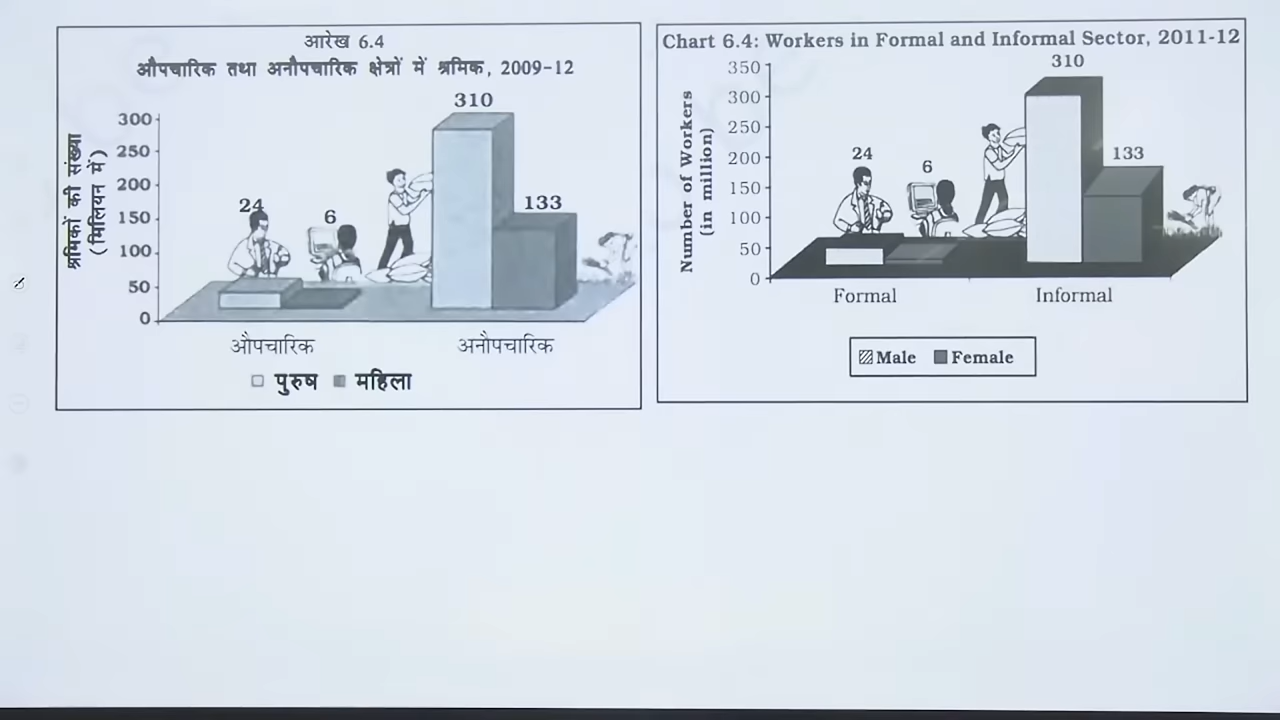 आरेख 6.4
औपचारिक तथा अनौपचारिक क्षेत्रों में श्रमिक, 2009-12
श्रमिकों की संख्या
(मिलियन में)
300
250
200
150
100
50
0
24
6
310
133
औपचारिक
अनौपचारिक
पुरुष
महिला
Chart 6.4: Workers in Formal and Informal Sector, 2011-12
Number of Workers
(in million)
350
300
250
200
150
100
50
0
24
6
310
133
Formal
Informal
Male
Female